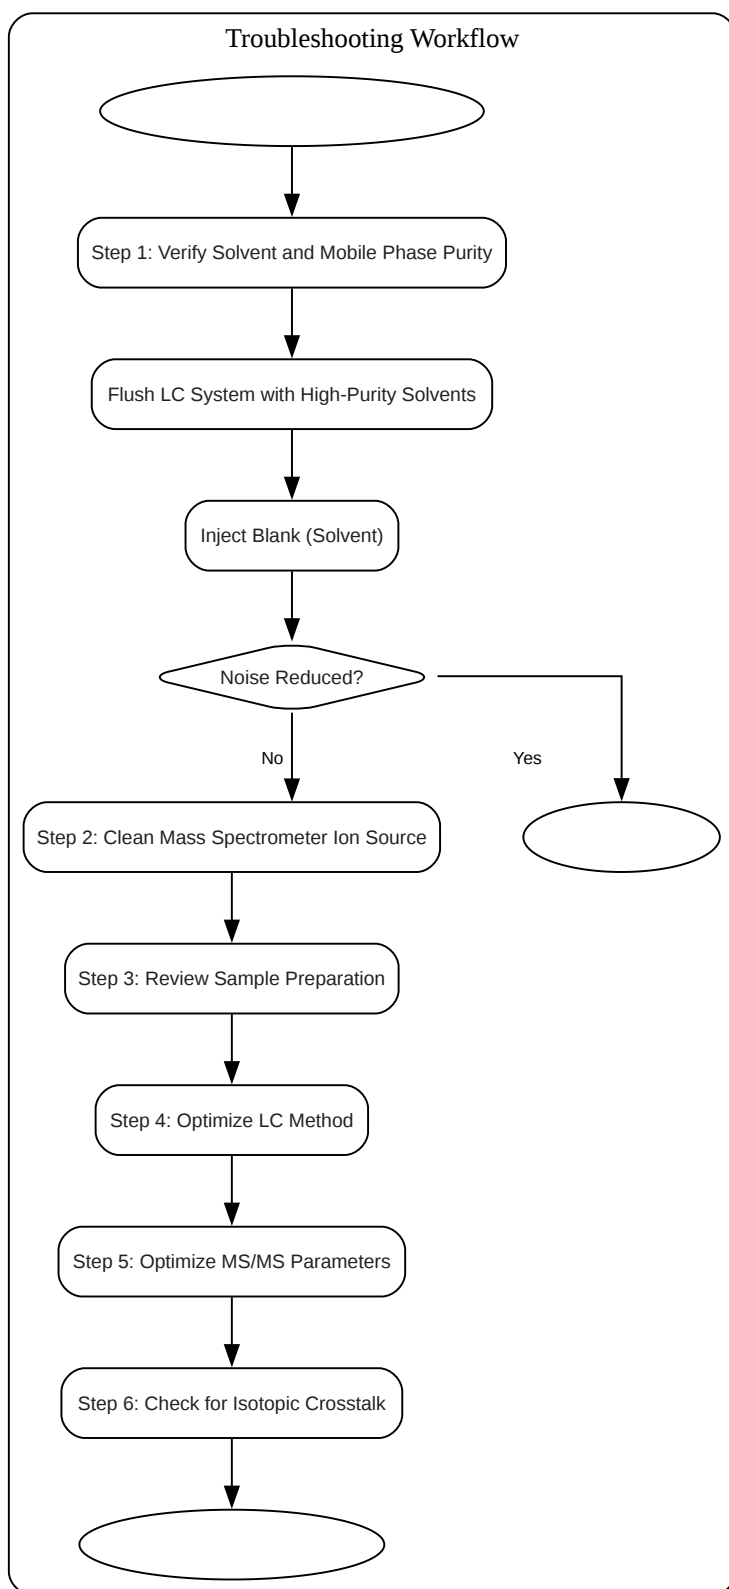 Troubleshooting Workflow
Step 1: Verify Solvent and Mobile Phase Purity
Flush LC System with High-Purity Solvents
Inject Blank (Solvent)
Noise Reduced?
No
Yes
Step 2: Clean Mass Spectrometer Ion Source
Step 3: Review Sample Preparation
Step 4: Optimize LC Method
Step 5: Optimize MS/MS Parameters
Step 6: Check for Isotopic Crosstalk